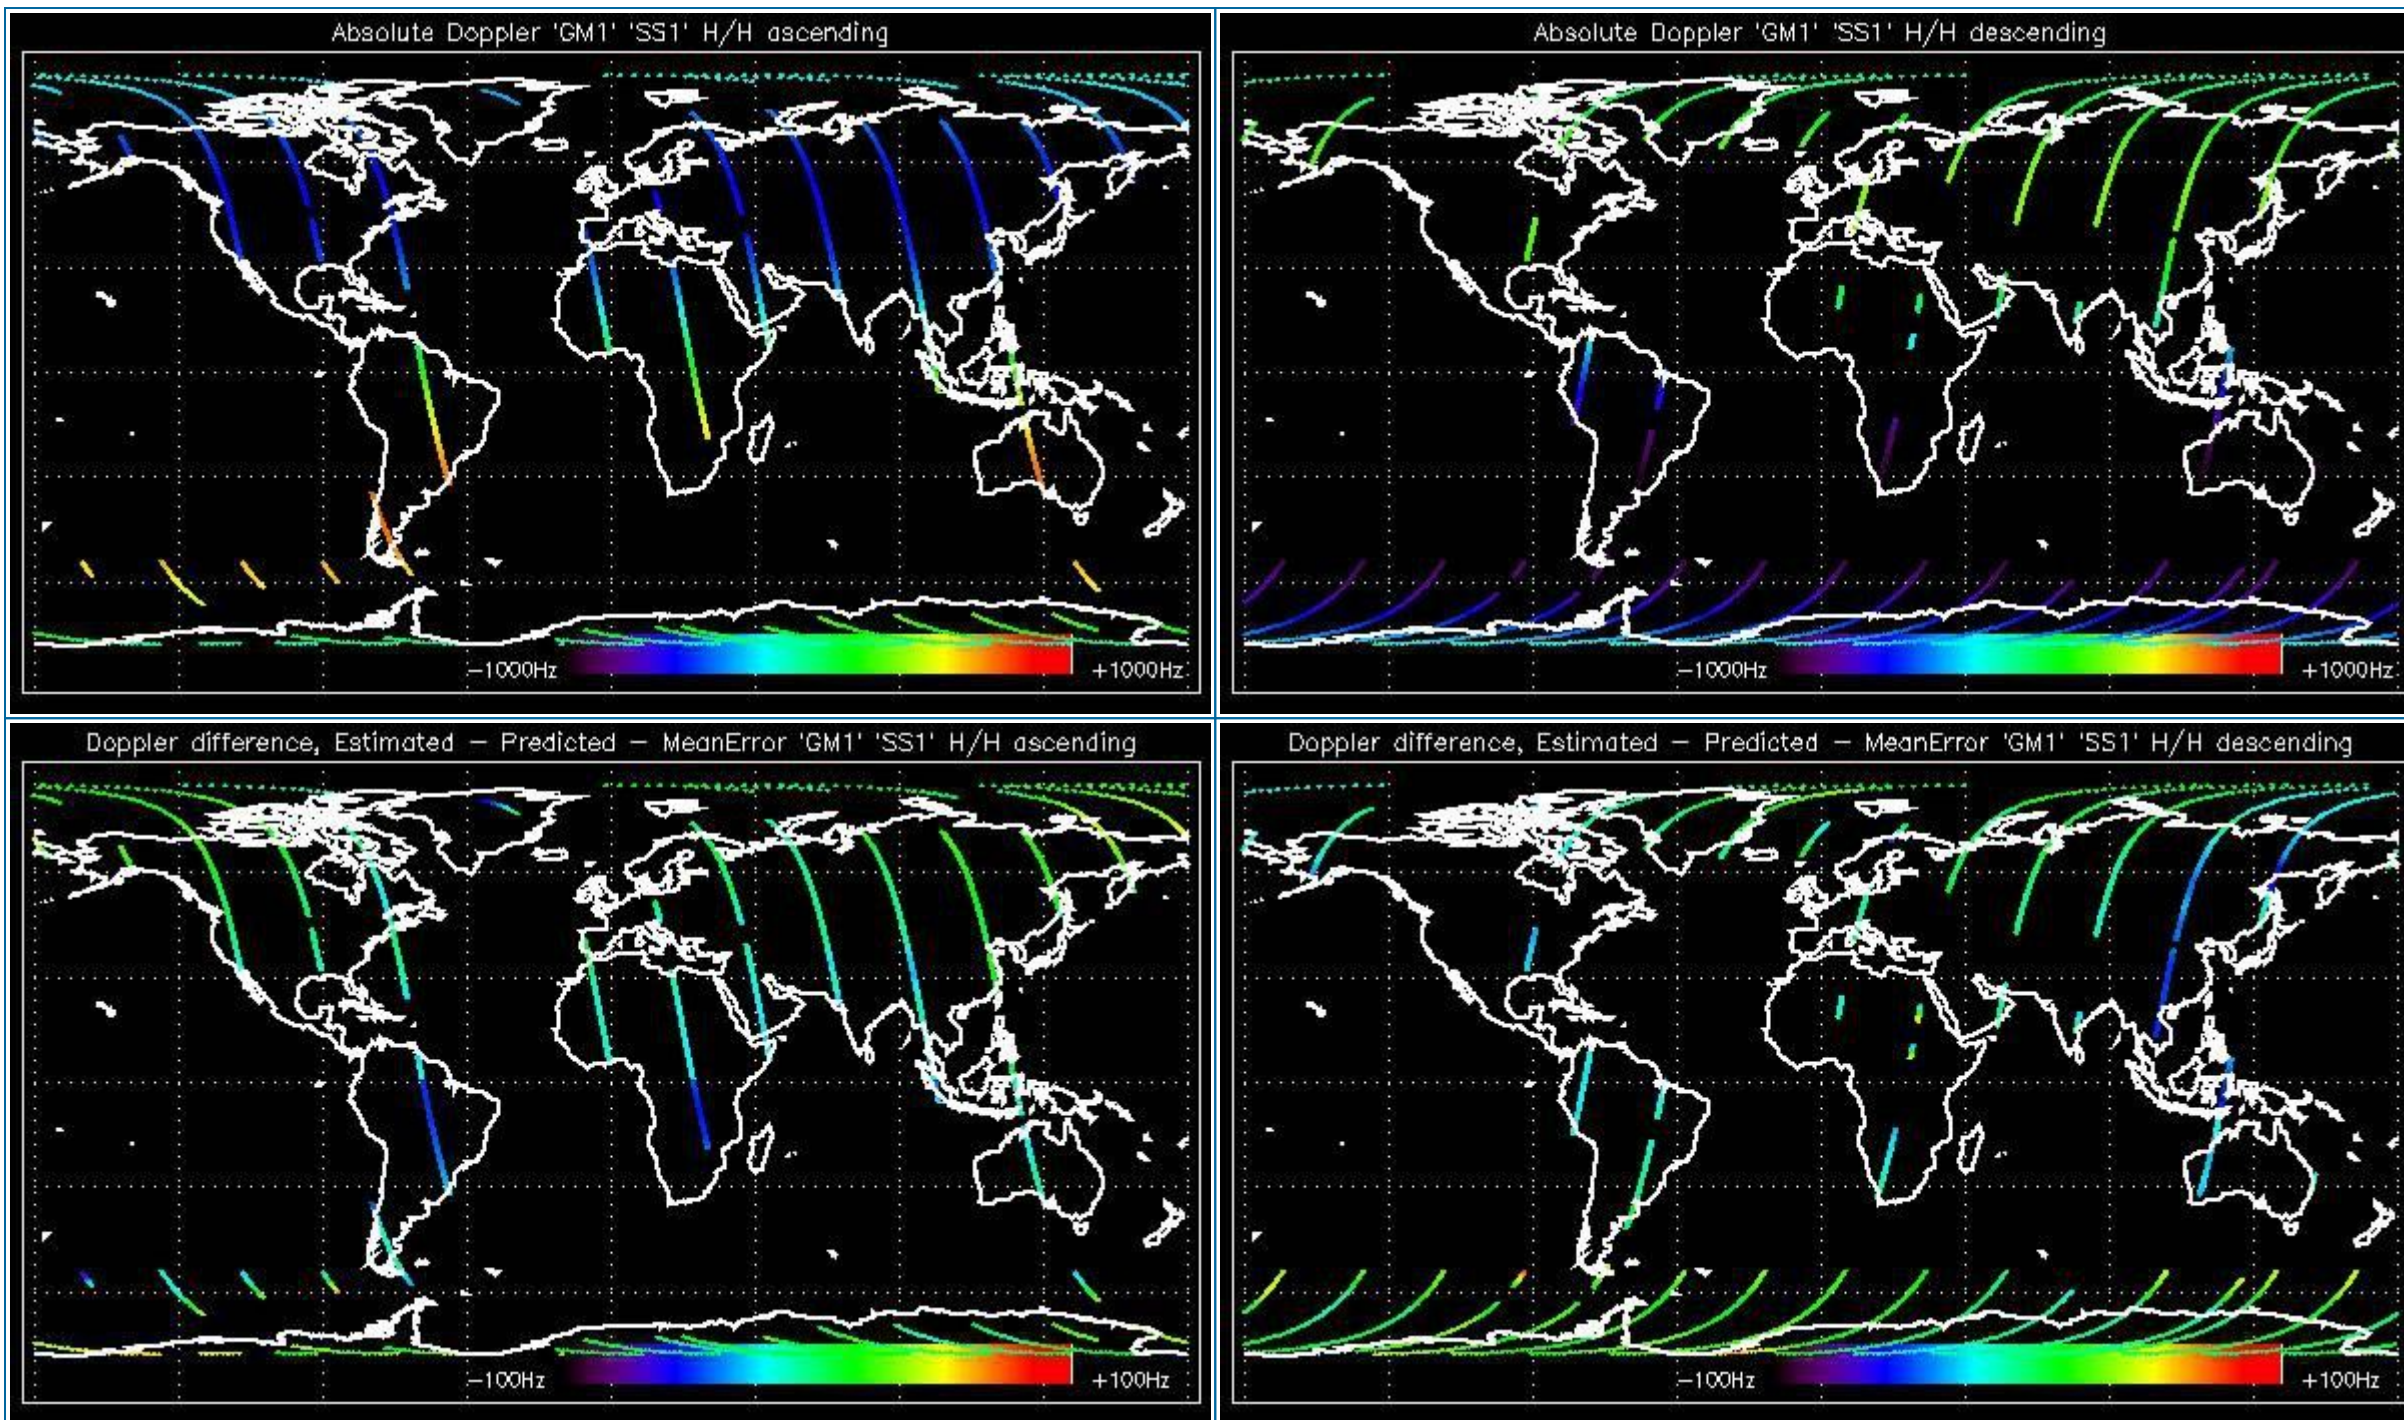 Absolute Doppler 'GM1' 'SS1' H/H ascending
−1000Hz
+1000Hz
Absolute Doppler 'GM1' 'SS1' H/H descending
−1000Hz
+1000Hz
Doppler difference, Estimated − Predicted − MeanError 'GM1' 'SS1' H/H ascending
−100Hz
+100Hz
Doppler difference, Estimated − Predicted − MeanError 'GM1' 'SS1' H/H descending
−100Hz
+100Hz